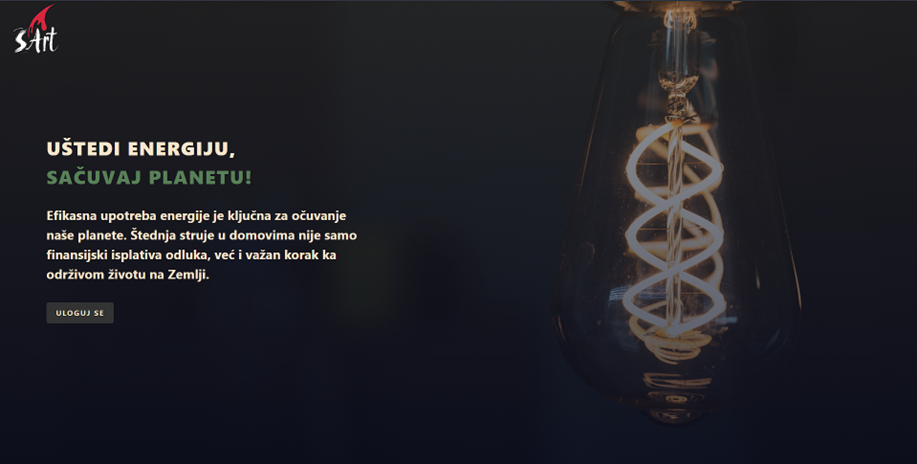 SArt
UŠTEDI ENERGIJU,
SAČUVAJ PLANETU!
Efikasna upotreba energije je ključna za očuvanje
naše planete. Štednja struje u domovima nije samo
finansijski isplativa odluka, već i važan korak ka
održivom životu na Zemlji.
ULOGUJ SE